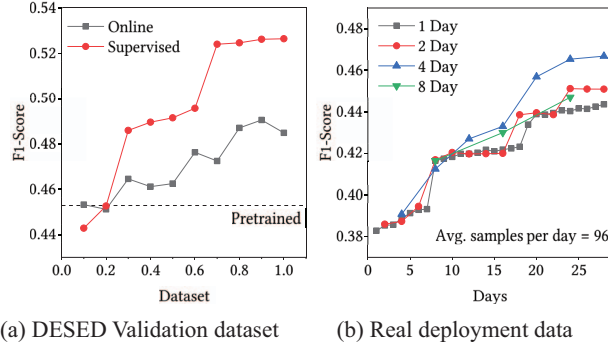 0.54
0.52
0.50
0.48
0.46
0.44
F1-Score
Online
Supervised
Pretrained
0.0 0.2 0.4 0.6 0.8 1.0
Dataset
(a) DESED Validation dataset
0.48
0.46
0.44
0.42
0.40
0.38
F1-Score
1 Day
2 Day
4 Day
8 Day
Avg. samples per day = 96
0 5 10 15 20 25
Days
(b) Real deployment data